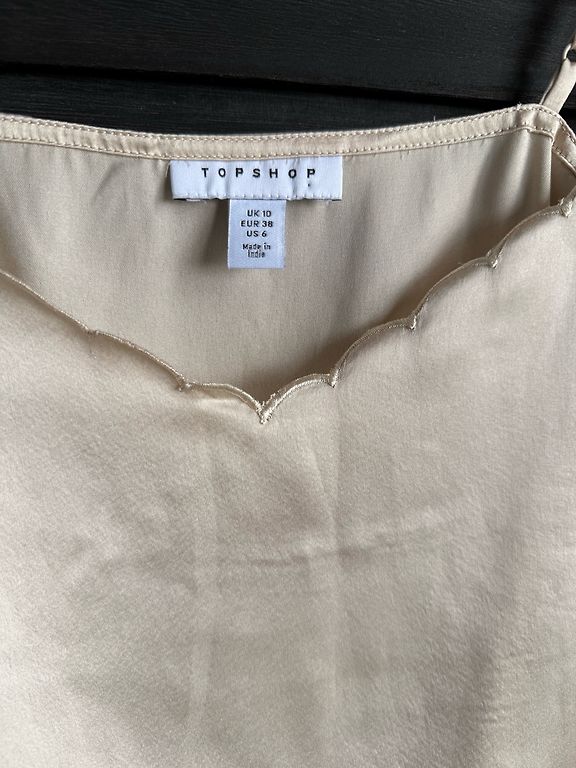 TOPSHOP
UK 10
EUR 38
US 6
Made in
India